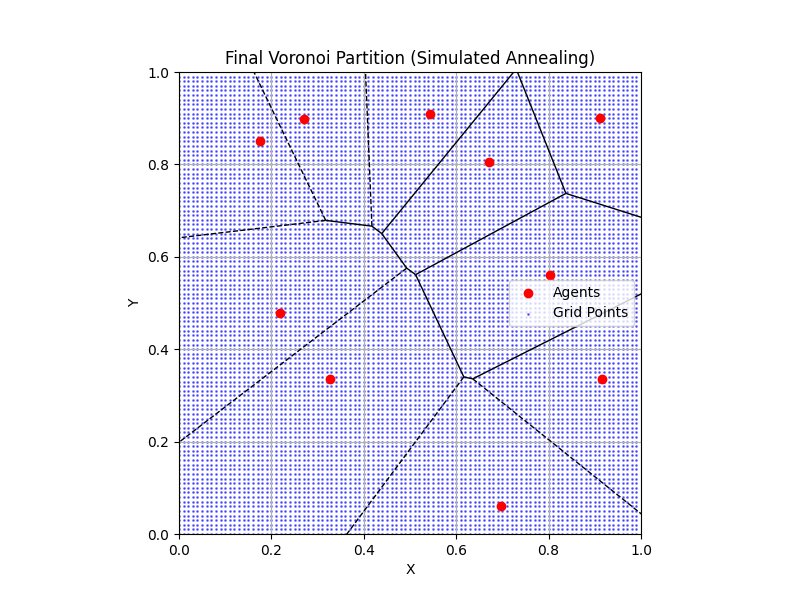 Final Voronoi Partition (Simulated Annealing)
1.0
0.8
0.6
0.4
0.2
0.0
Y
Agents
Grid Points
0.0 0.2 0.4 0.6 0.8 1.0
X